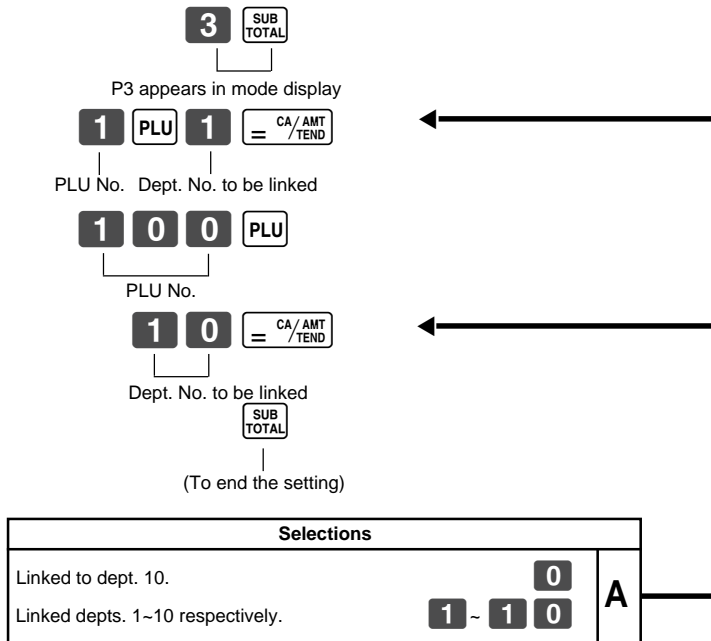 3 SUB TOTAL
P3 appears in mode display
1 PLU 1 = CA/AMT TEND
PLU No. Dept. No. to be linked
1 0 0 PLU
PLU No.
1 0 = CA/AMT TEND
Dept. No. to be linked
SUB TOTAL
(To end the setting)
Selections
Linked to dept. 10. 0
A
Linked depts. 1~10 respectively. 1 ~ 1 0